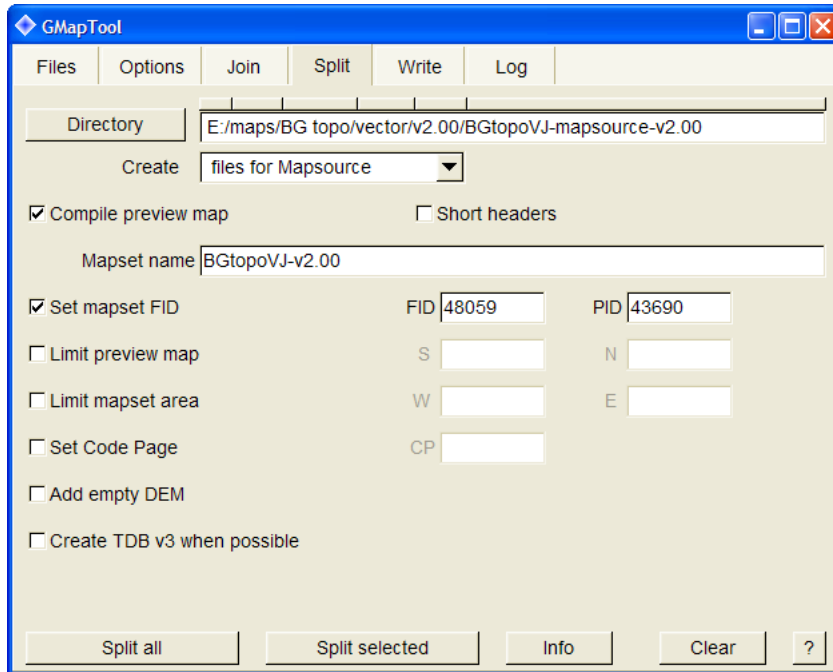 GMapTool
Files Options Join Split Write Log
Directory E:/maps/BG topo/vector/v2.00/BGtopoVJ-mapsource-v2.00
Create files for Mapsource
Compile preview map Short headers
Mapset name BGtopoVJ-v2.00
Set mapset FID FID 48059 PID 43690
Limit preview map S N
Limit mapset area W E
Set Code Page CP
Add empty DEM
Create TDB v3 when possible
Split all Split selected Info Clear ?